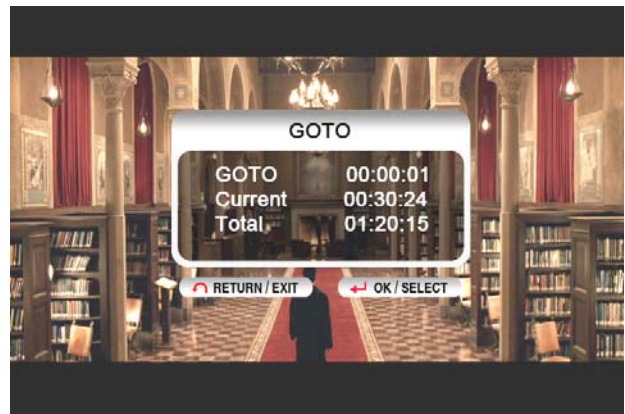 GOTO
GOTO 00:00:01
Current 00:30:24
Total 01:20:15
RETURN / EXIT OK / SELECT